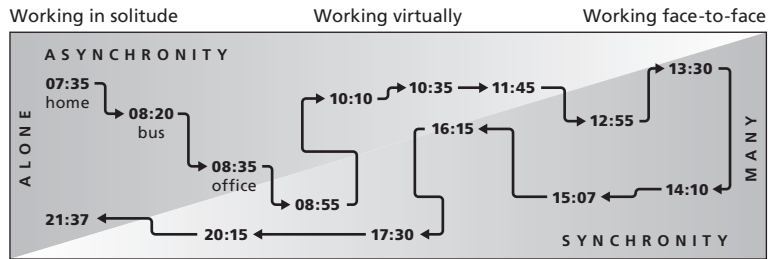 Working in solitude Working virtually Working face-to-face
ASYNCHRONITY
ALONE
07:35
home
08:20
bus
08:35
office
08:55
10:10
10:35
11:45
12:55
13:30
14:10
15:07
16:15
17:30
20:15
21:37
MANY
SYNCHRONITY